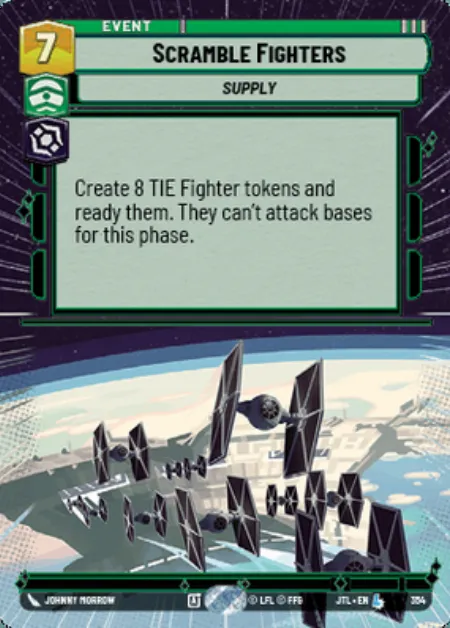 EVENT
7
SCRAMBLE FIGHTERS
SUPPLY
Create 8 TIE Fighter tokens and
ready them. They can't attack bases
for this phase.
JOHNNY MORROW
A
© LFL © FFG
JTL • EN
354